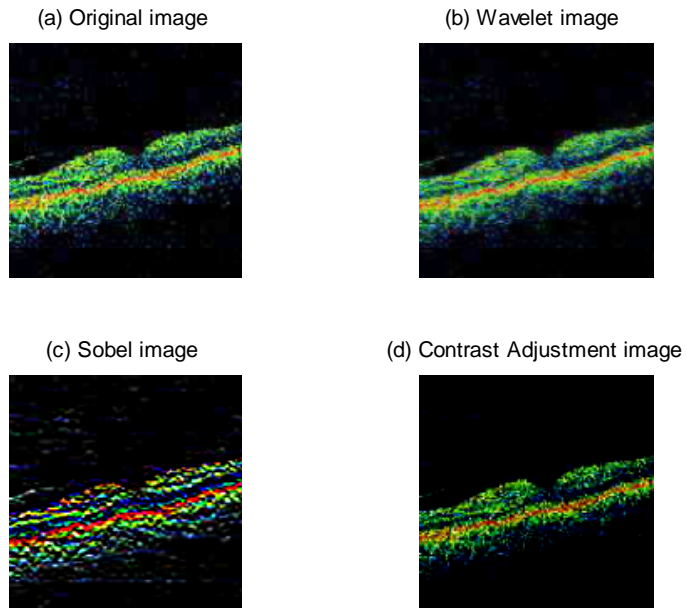 (a) Original image
(b) Wavelet image
(c) Sobel image
(d) Contrast Adjustment image